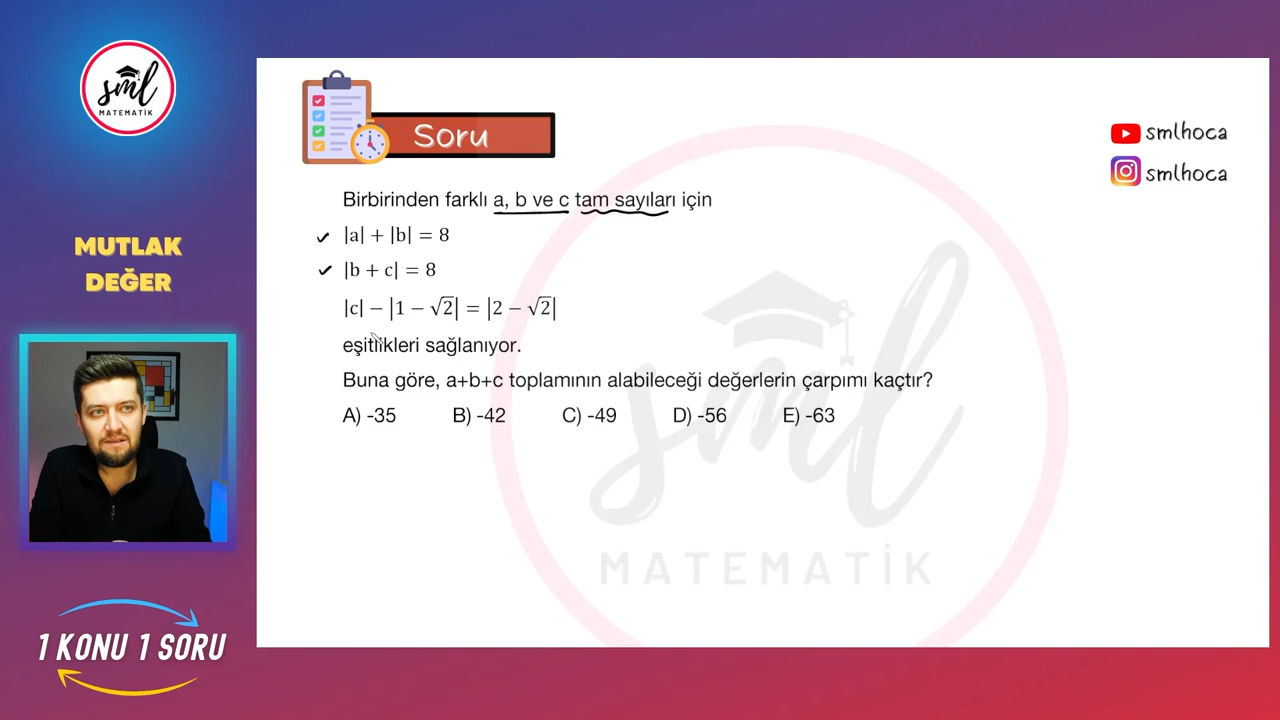 sml
MATEMATİK
Soru
smlhoca
smlhoca
Birbirinden farklı a, b ve c tam sayıları için
|a| + |b| = 8
|b + c| = 8
|c| − |1 − √2| = |2 − √2|
eşitlikleri sağlanıyor.
Buna göre, a+b+c toplamının alabileceği değerlerin çarpımı kaçtır?
A) -35 B) -42 C) -49 D) -56 E) -63
MUTLAK
DEĞER
1 KONU 1 SORU
sml
MATEMATİK